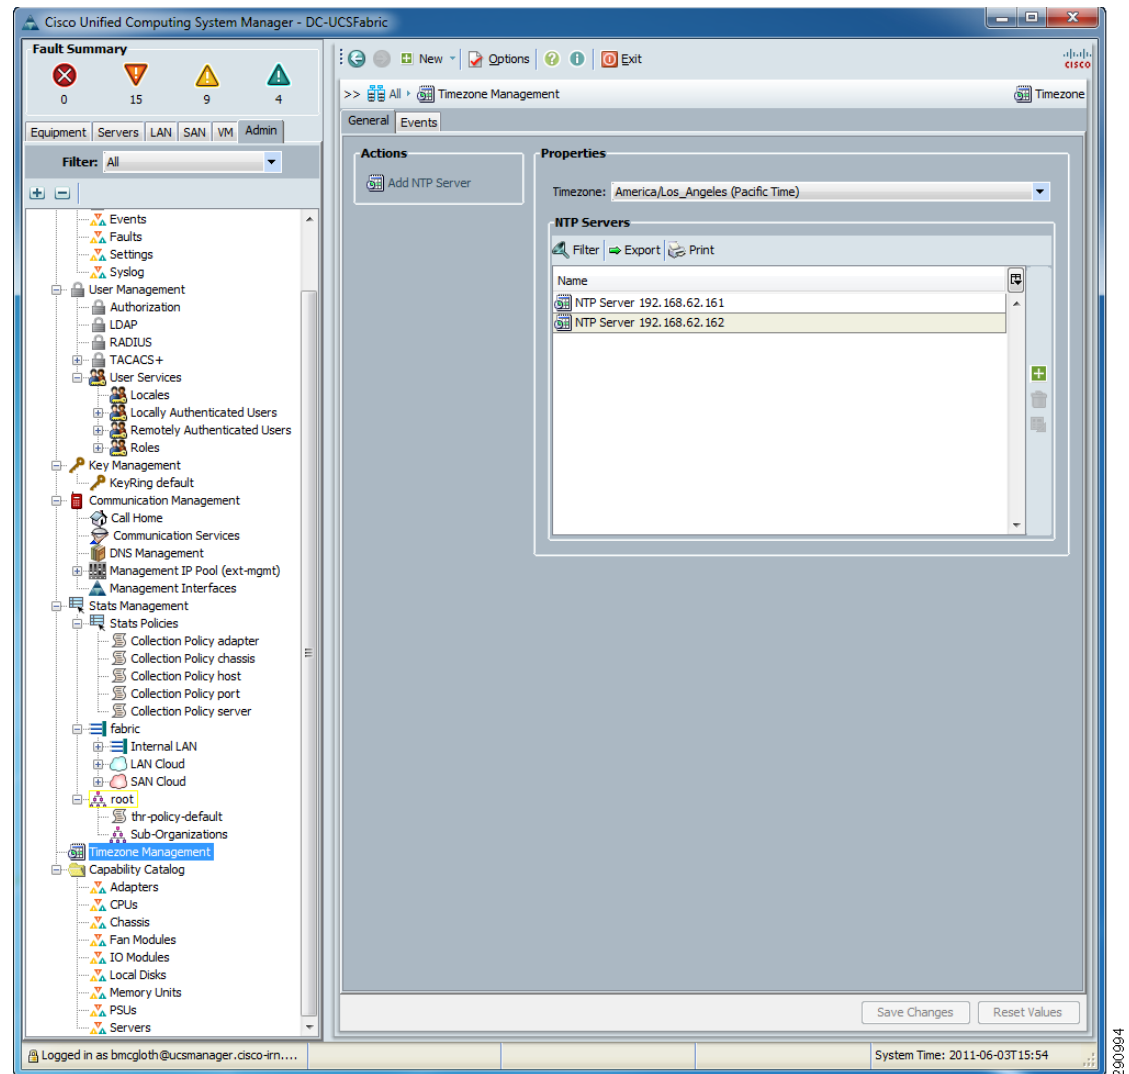 Cisco Unified Computing System Manager - DC-UCSFabric
Fault Summary
0 15 9 4
Equipment Servers LAN SAN VM Admin
Filter: All
Events
Faults
Settings
Syslog
User Management
Authorization
LDAP
RADIUS
TACACS+
User Services
Locales
Locally Authenticated Users
Remotely Authenticated Users
Roles
Key Management
KeyRing default
Communication Management
Call Home
Communication Services
DNS Management
Management IP Pool (ext-mgmt)
Management Interfaces
Stats Management
Stats Policies
Collection Policy adapter
Collection Policy chassis
Collection Policy host
Collection Policy port
Collection Policy server
fabric
Internal LAN
LAN Cloud
SAN Cloud
root
thr-policy-default
Sub-Organizations
Timezone Management
Capability Catalog
Adapters
CPUs
Chassis
Fan Modules
IO Modules
Local Disks
Memory Units
PSUs
Servers
New Options Exit
cisco
>> All Timezone Management Timezone
General Events
Actions
Add NTP Server
Properties
Timezone: America/Los_Angeles (Pacific Time)
NTP Servers
Filter Export Print
Name
NTP Server 192.168.62.161
NTP Server 192.168.62.162
Save Changes Reset Values
Logged in as bmcgloth@ucsmanager.cisco-irn....
System Time: 2011-06-03T15:54
290994